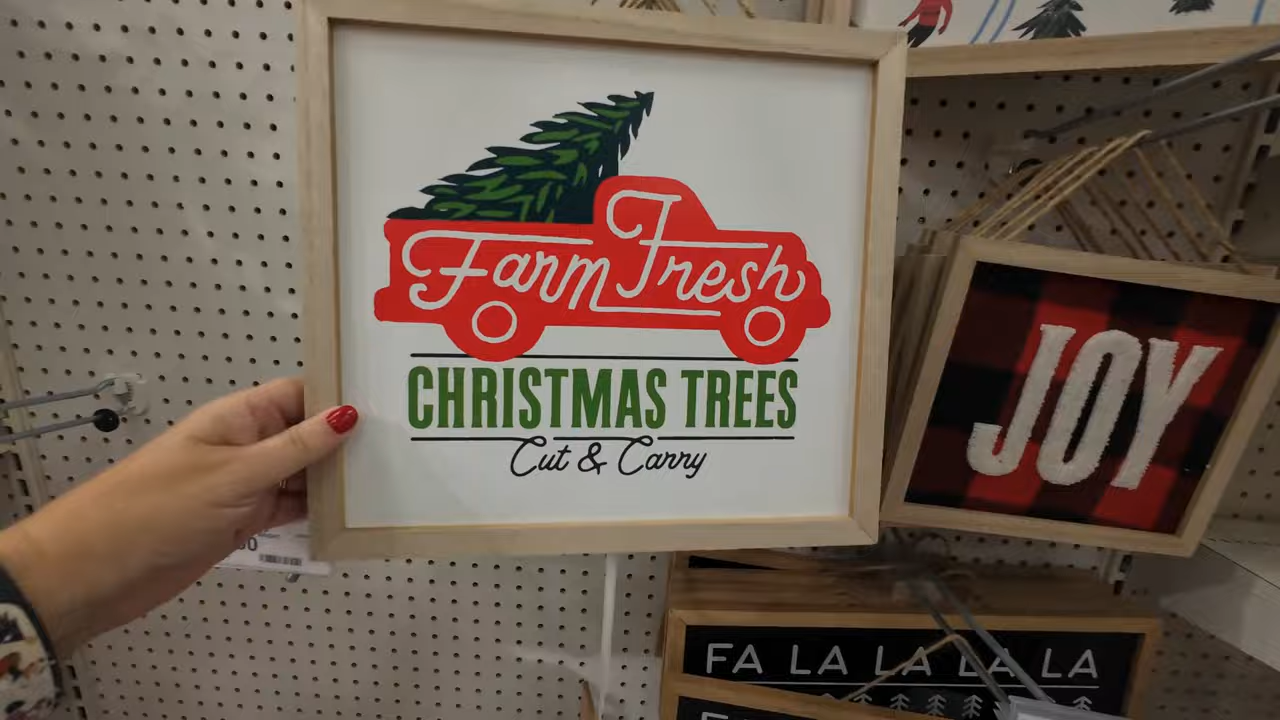 Farm Fresh
CHRISTMAS TREES
Cut & Carry
JOY
FA LA LA LA LA